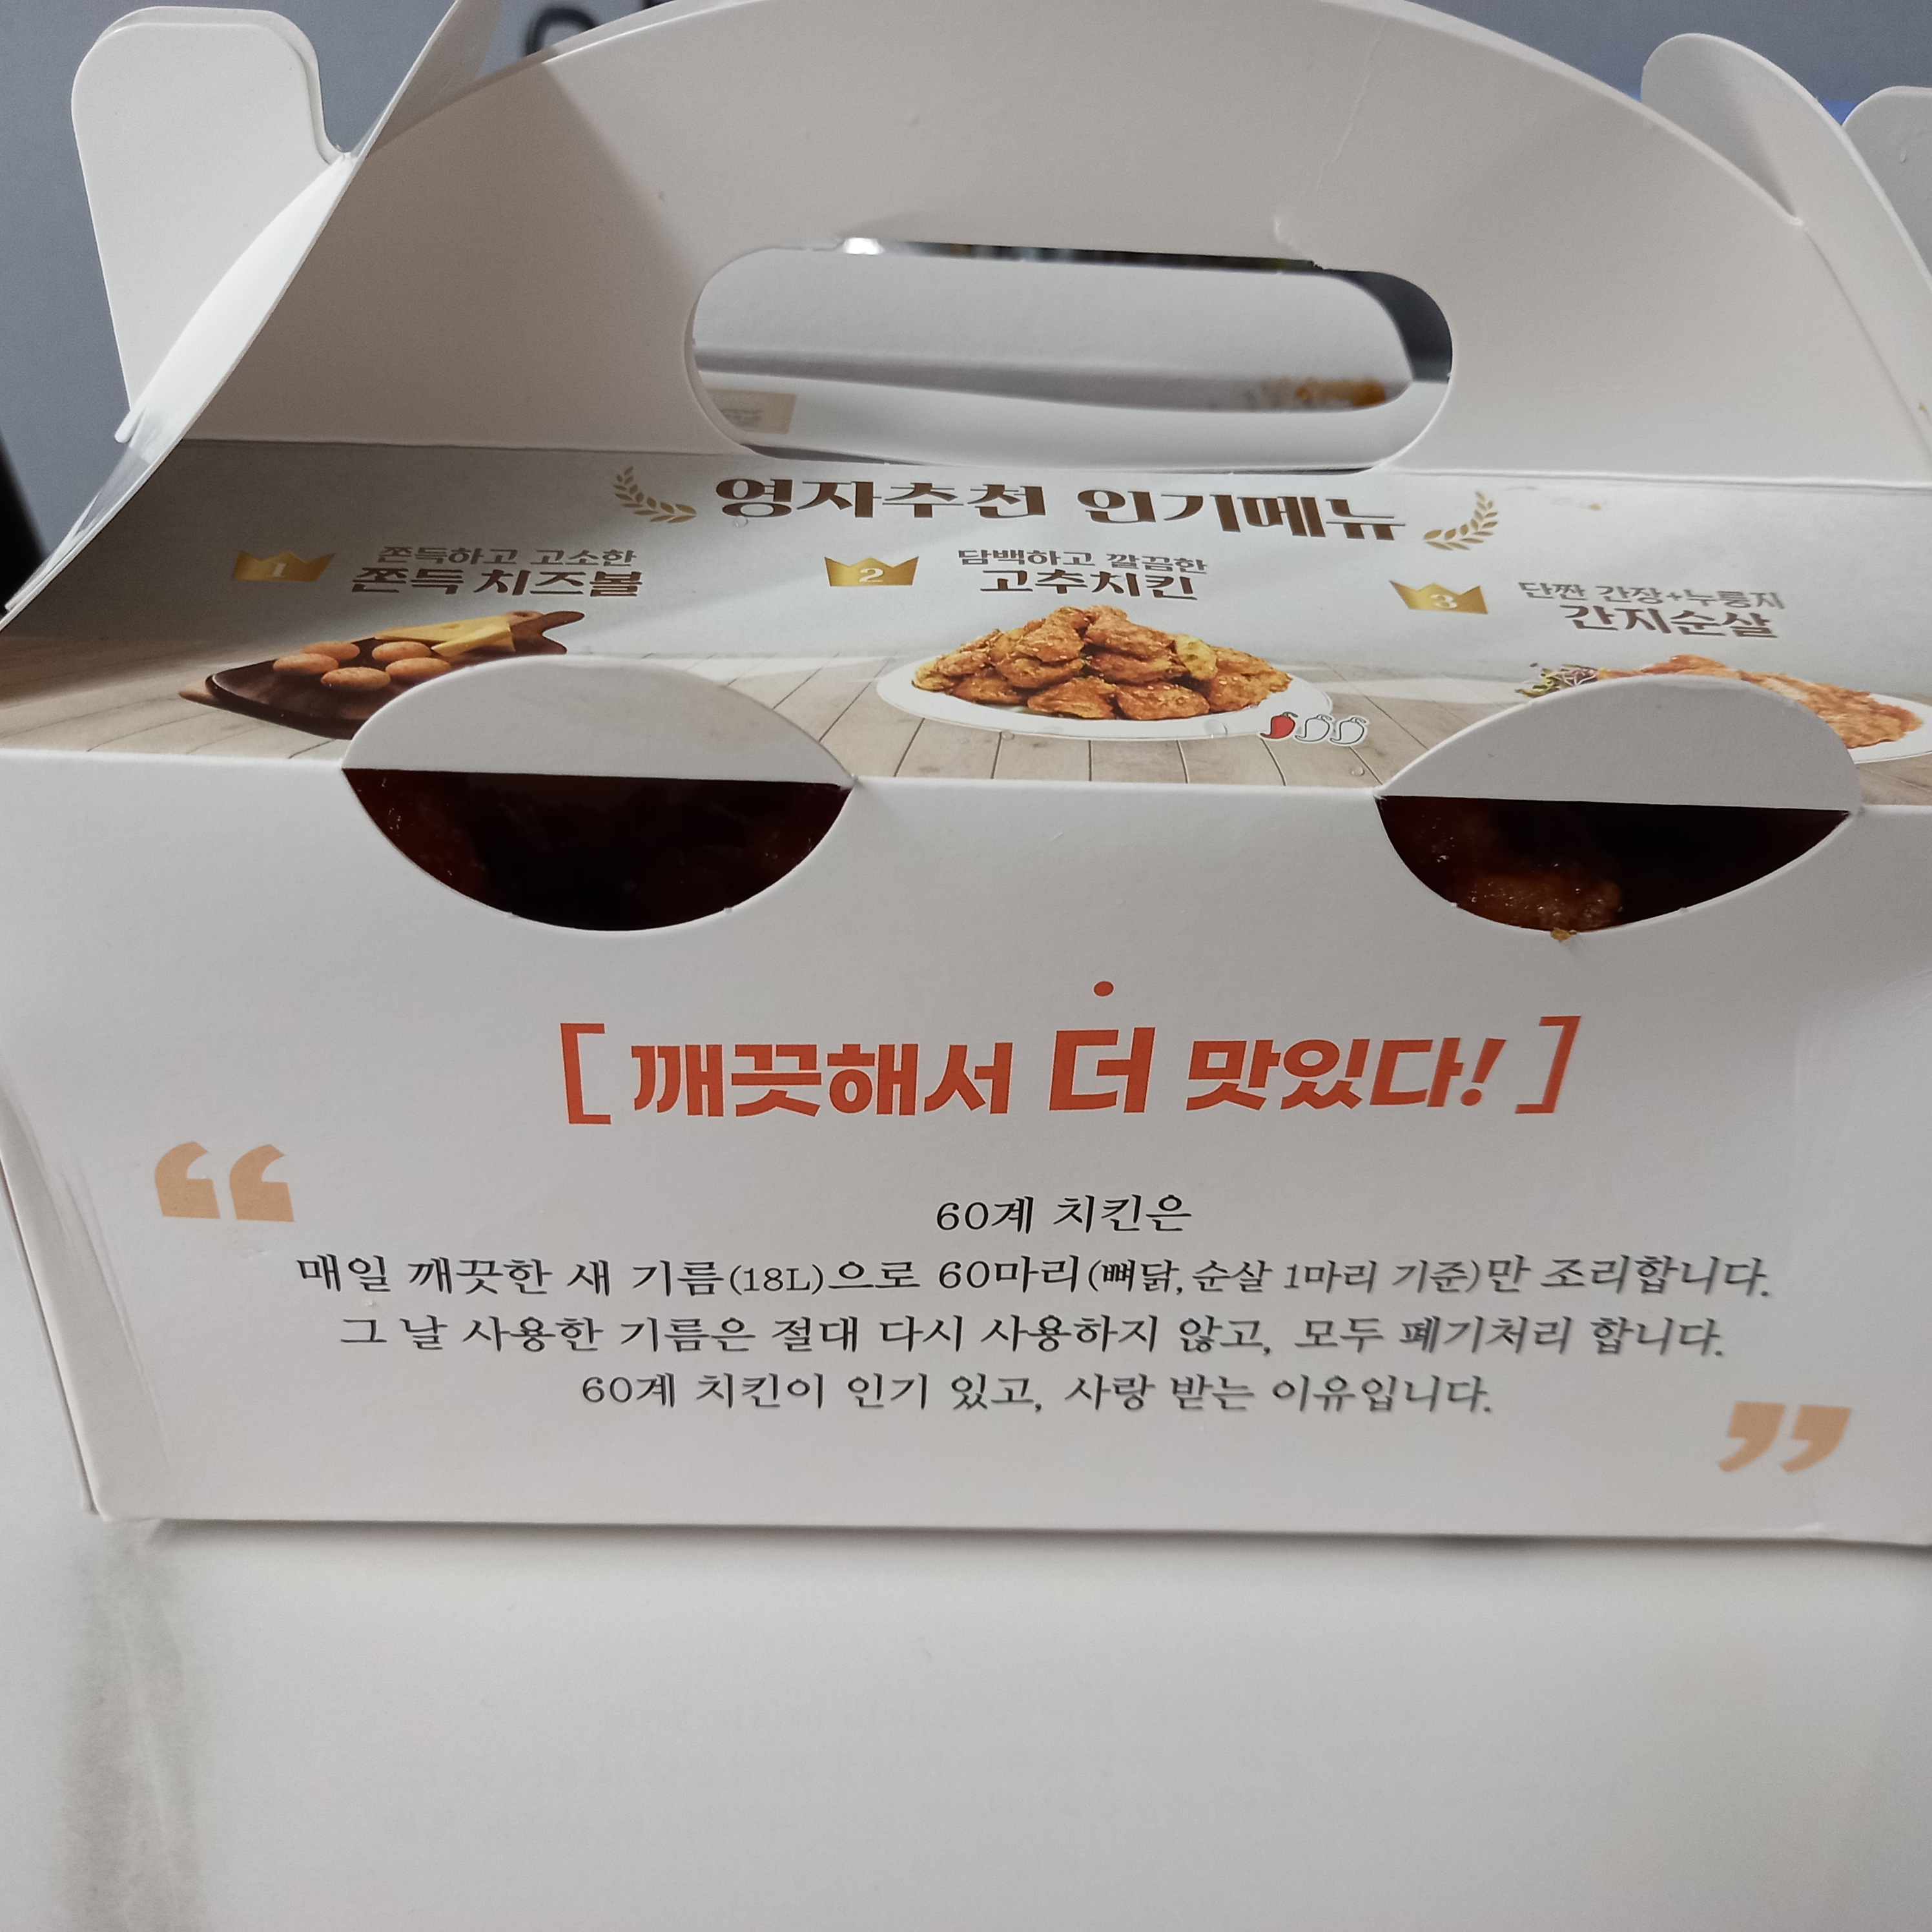 영자추천 인기메뉴
1 쫀득하고 고소한
쫀득 치즈볼
2 담백하고 깔끔한
고추치킨
3 단짠 간장+누룽지
간지순살
[깨끗해서 더 맛있다!]
“
60계 치킨은
매일 깨끗한 새 기름(18L)으로 60마리(뼈닭, 순살 1마리 기준)만 조리합니다.
그 날 사용한 기름은 절대 다시 사용하지 않고, 모두 폐기처리 합니다.
60계 치킨이 인기 있고, 사랑 받는 이유입니다.
”